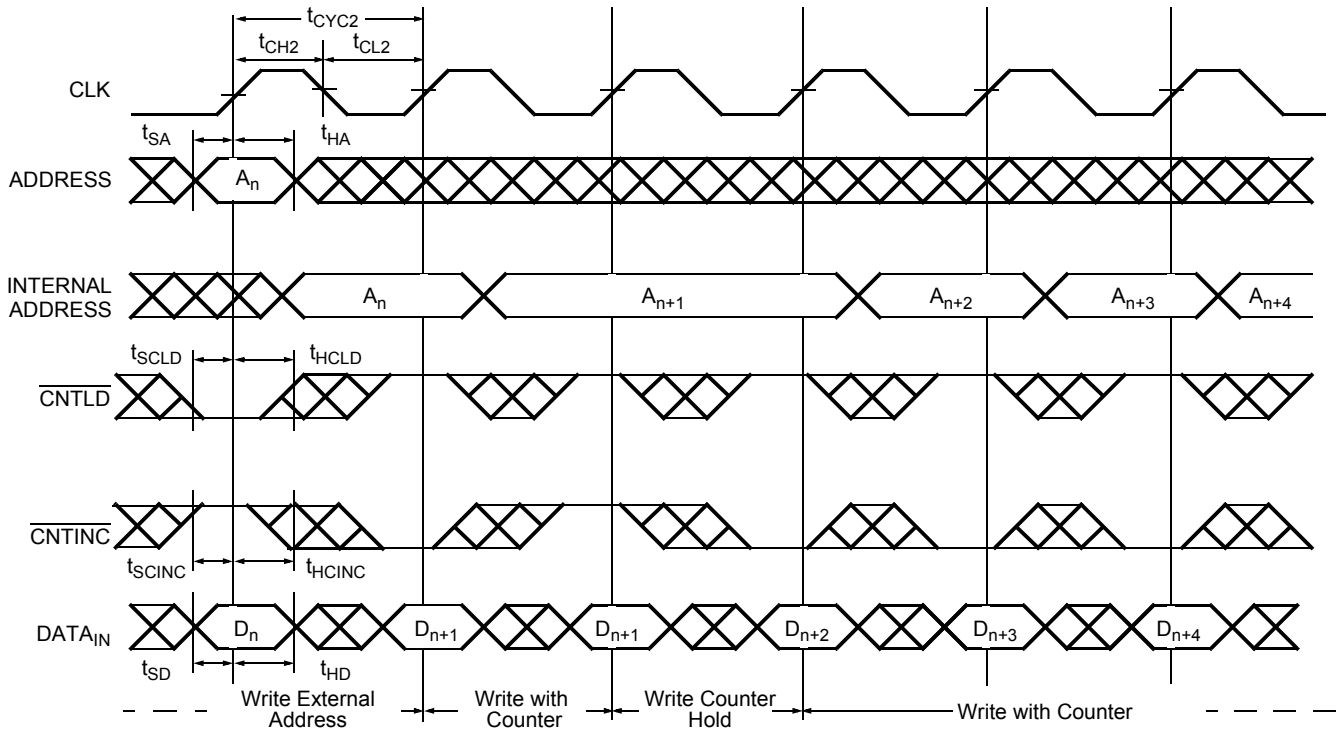 tCYC2
tCH2
tCL2
CLK
tSA
tHA
ADDRESS
An
INTERNAL
ADDRESS
An
An+1
An+2
An+3
An+4
tSCLD
tHCLD
CNTLD
CNTINC
tSCINC
tHCINC
DATAIN
Dn
Dn+1
Dn+1
Dn+2
Dn+3
Dn+4
tSD
tHD
Write External
Address
Write with
Counter
Write Counter
Hold
Write with Counter